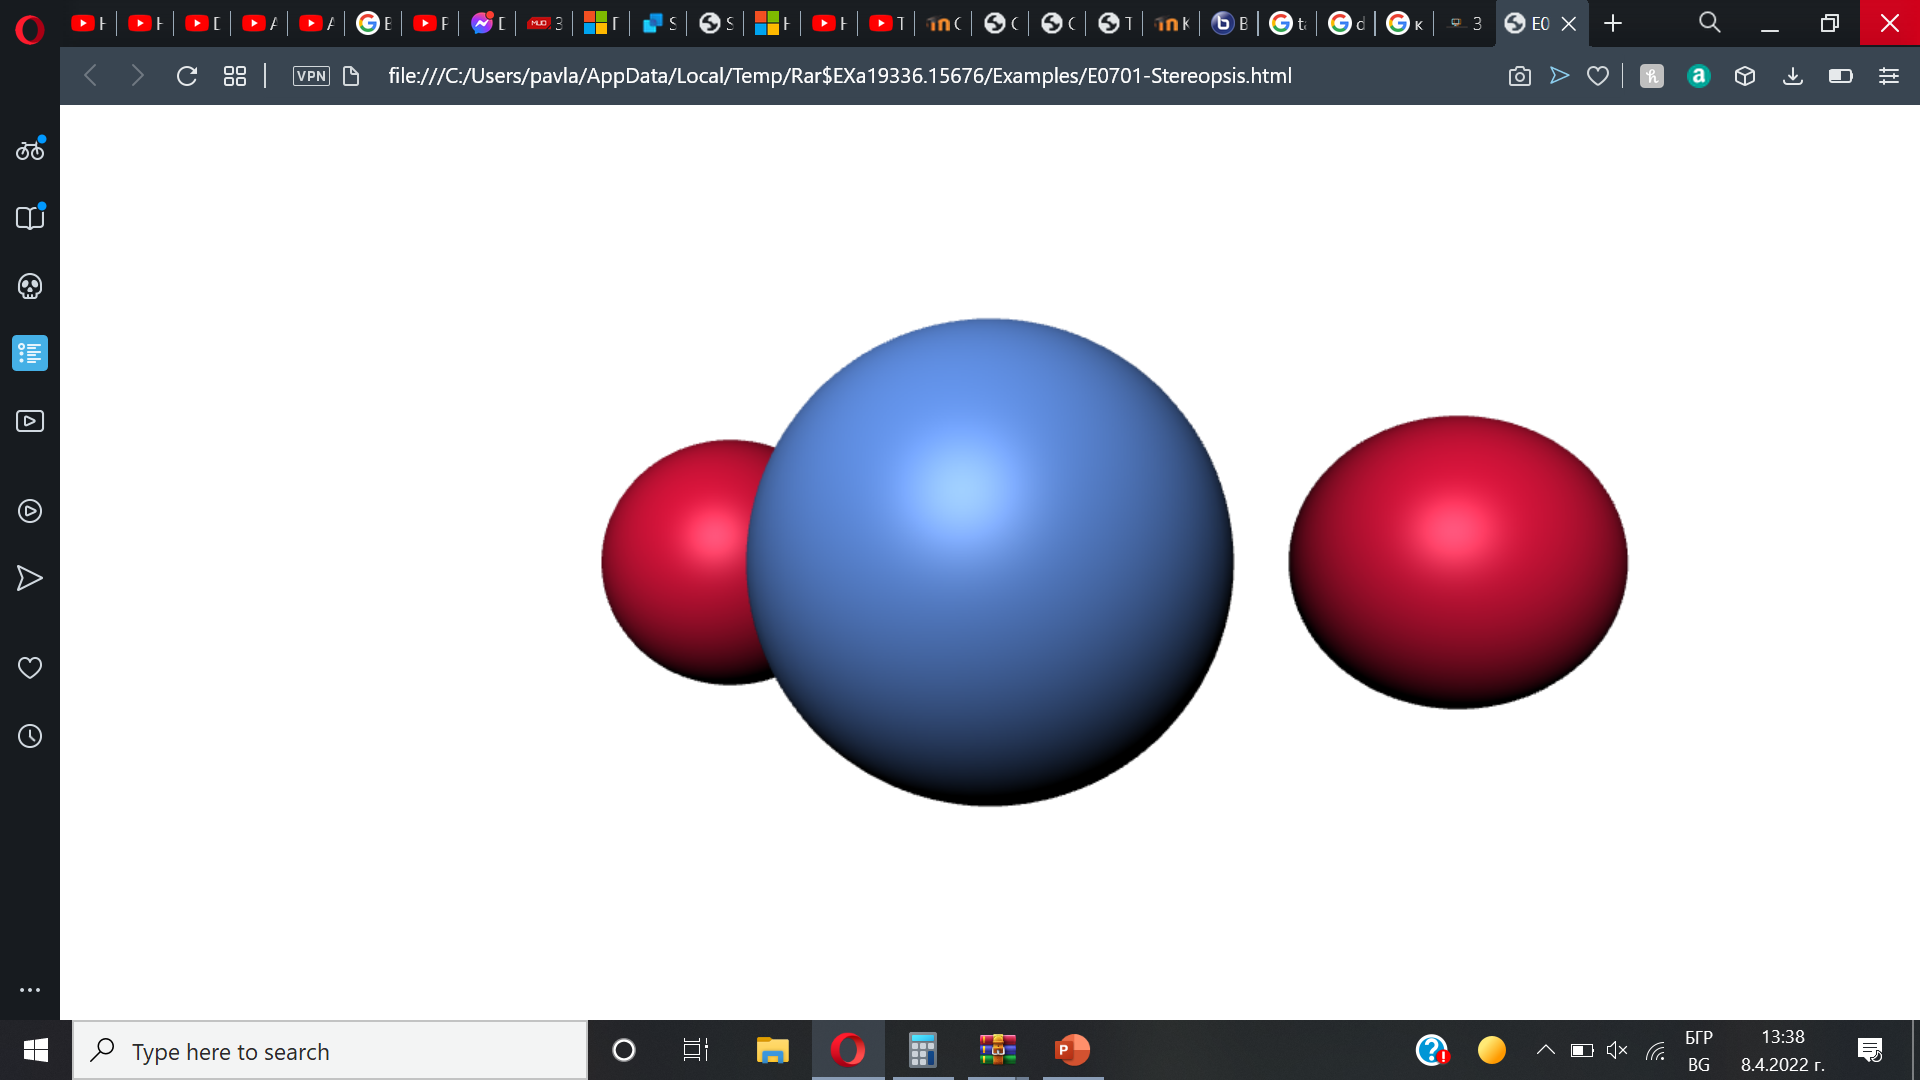 E0
VPN
file:///C:/Users/pavla/AppData/Local/Temp/Rar$EXa19336.15676/Examples/E0701-Stereopsis.html
Type here to search
БГР
BG
13:38
8.4.2022 г.